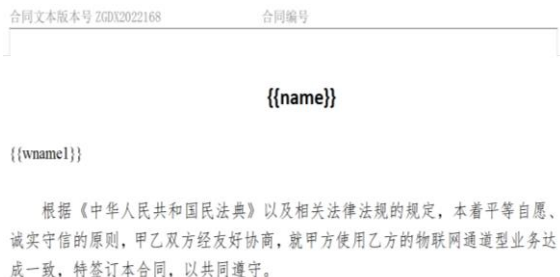 合同文本版本号 ZGDX2022168 合同编号
{{name}}
{{wname1}}
根据《中华人民共和国民法典》以及相关法律法规的规定，本着平等自愿、
诚实守信的原则，甲乙双方经友好协商，就甲方使用乙方的物联网通道型业务达
成一致，特签订本合同，以共同遵守。